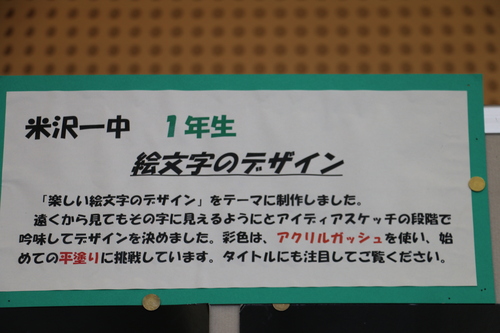 米沢一中　１年生
絵文字のデザイン
「楽しい絵文字のデザイン」をテーマに制作しました。
遠くから見てもその字に見えるようにとアイディアスケッチの段階で
吟味してデザインを決めました。彩色は、アクリルガッシュを使い、始
めての平塗りに挑戦しています。タイトルにも注目してご覧ください。